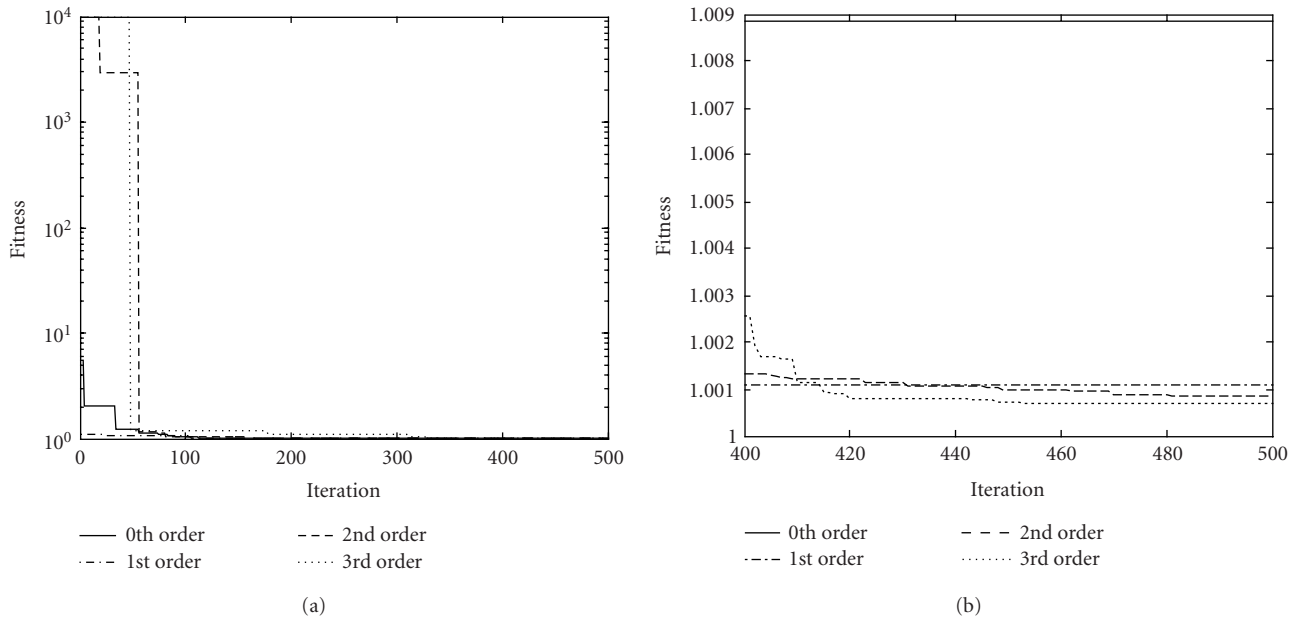 10^4
10^3
10^2
10^1
10^0
Fitness
0 100 200 300 400 500
Iteration
0th order
1st order
2nd order
3rd order
(a)
1.009
1.008
1.007
1.006
1.005
1.004
1.003
1.002
1.001
1
Fitness
400 420 440 460 480 500
Iteration
0th order
1st order
2nd order
3rd order
(b)